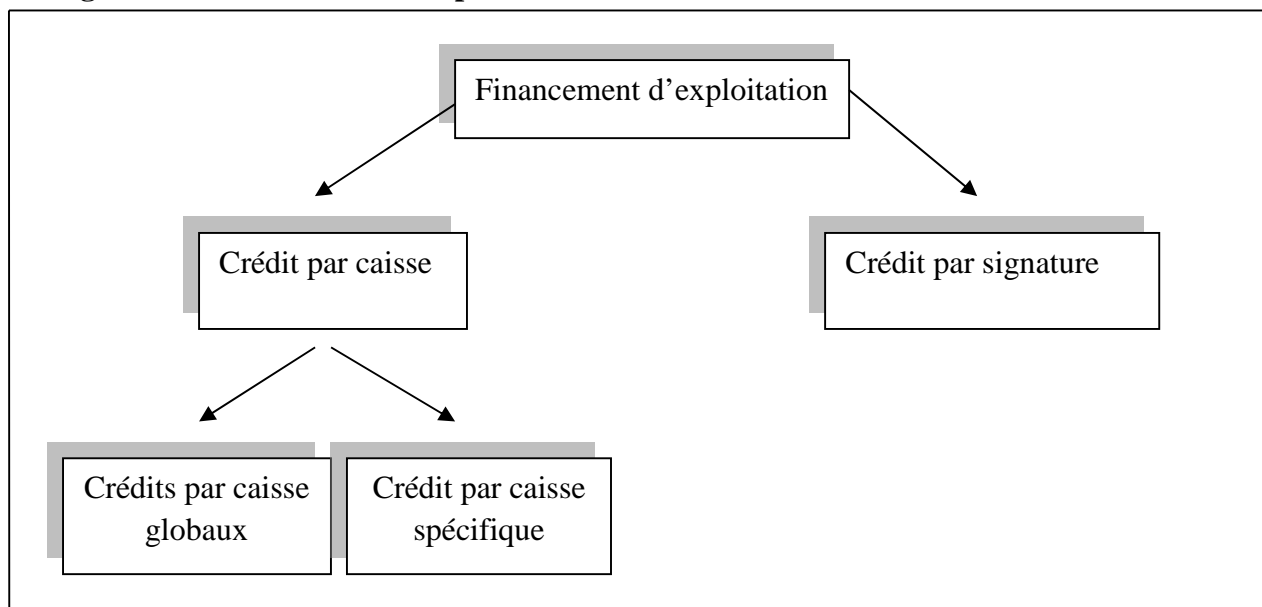 Financement d’exploitation
Crédit par caisse
Crédit par signature
Crédits par caisse
globaux
Crédit par caisse
spécifique